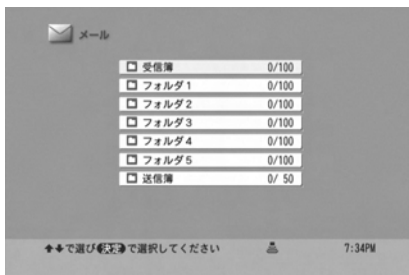 メール
受信簿 0/100
フォルダ1 0/100
フォルダ2 0/100
フォルダ3 0/100
フォルダ4 0/100
フォルダ5 0/100
送信簿 0/ 50
↑↓で選び決定で選択してください 7:34PM